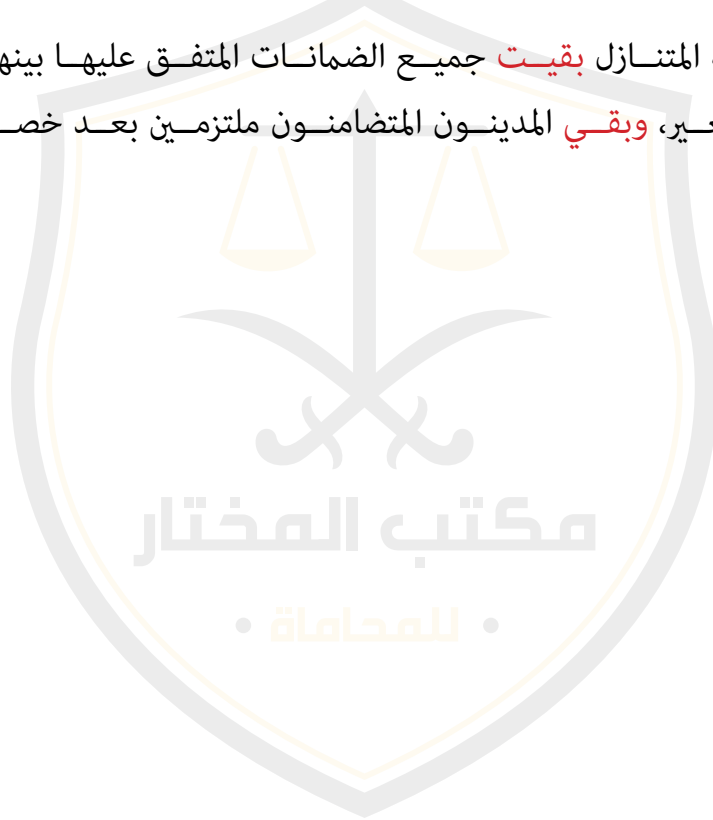 المتنازل بقيت جميع الضمانات المتفق عليها
وبقي المدينون المتضامنون ملتزمين بعد
مكتب المختار
• للمحاماة •